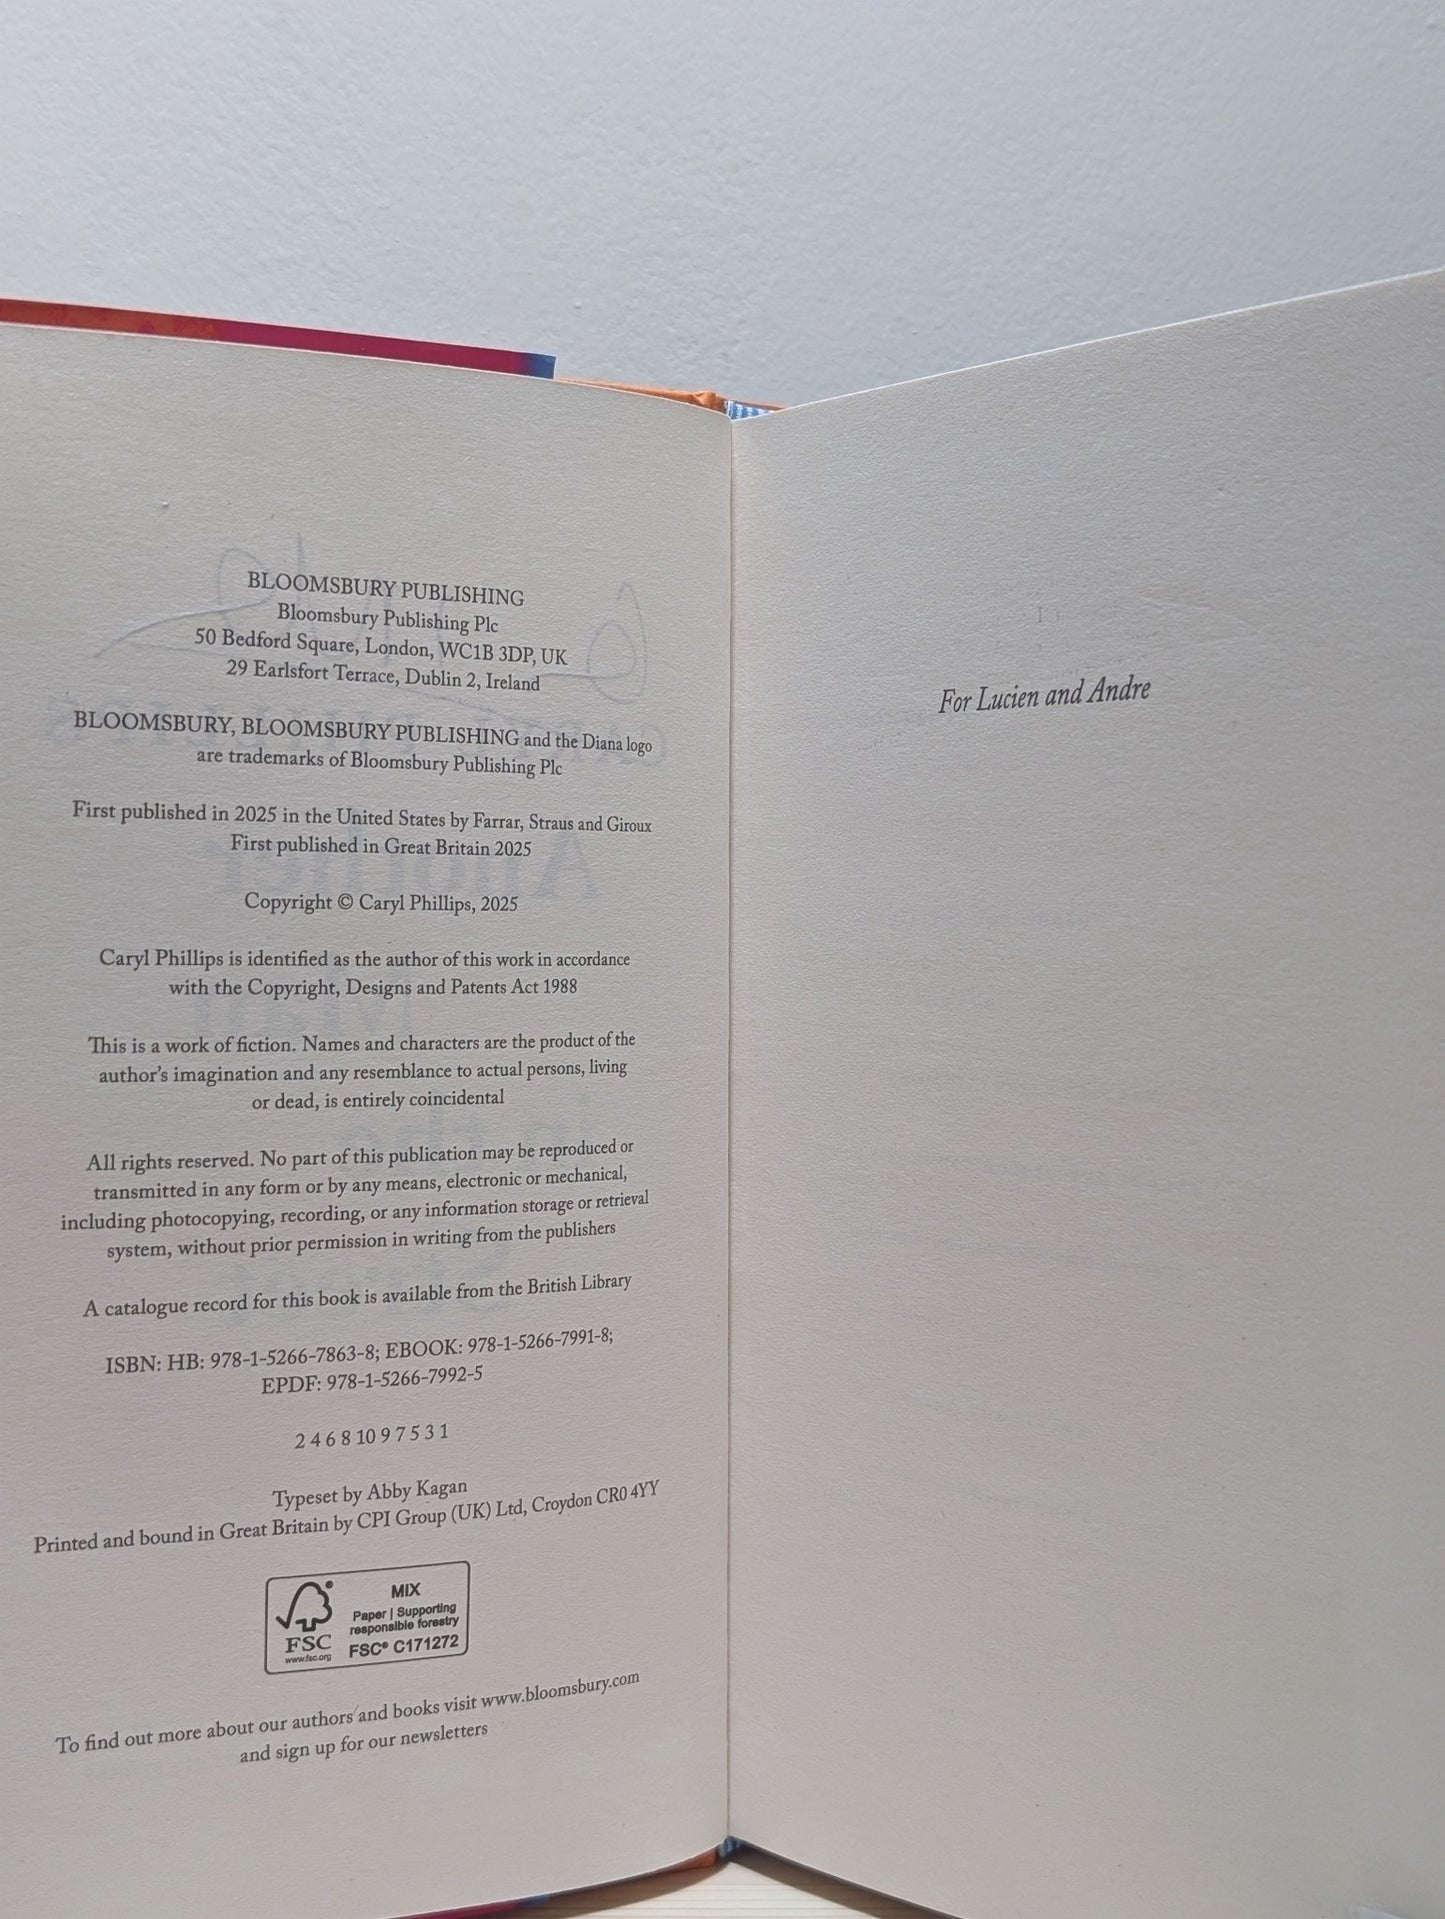 BLOOMSBURY PUBLISHING
Bloomsbury Publishing Plc
50 Bedford Square, London, WC1B 3DP, UK
29 Earlsfort Terrace, Dublin 2, Ireland
BLOOMSBURY, BLOOMSBURY PUBLISHING and the Diana logo
are trademarks of Bloomsbury Publishing Plc
First published in 2025 in the United States by Farrar, Straus and Giroux
First published in Great Britain 2025
Copyright © Caryl Phillips, 2025
Caryl Phillips is identified as the author of this work in accordance
with the Copyright, Designs and Patents Act 1988
This is a work of fiction. Names and characters are the product of the
author's imagination and any resemblance to actual persons, living
or dead, is entirely coincidental
All rights reserved. No part of this publication may be reproduced or
transmitted in any form or by any means, electronic or mechanical,
including photocopying, recording, or any information storage or retrieval
system, without prior permission in writing from the publishers
A catalogue record for this book is available from the British Library
ISBN: HB: 978-1-5266-7863-8; EBOOK: 978-1-5266-7991-8;
EPDF: 978-1-5266-7992-5
2 4 6 8 10 9 7 5 3 1
Typeset by Abby Kagan
Printed and bound in Great Britain by CPI Group (UK) Ltd, Croydon CR0 4YY
FSC
www.fsc.org
MIX
Paper | Supporting
responsible forestry
FSC® C171272
To find out more about our authors and books visit www.bloomsbury.com
and sign up for our newsletters
For Lucien and Andre